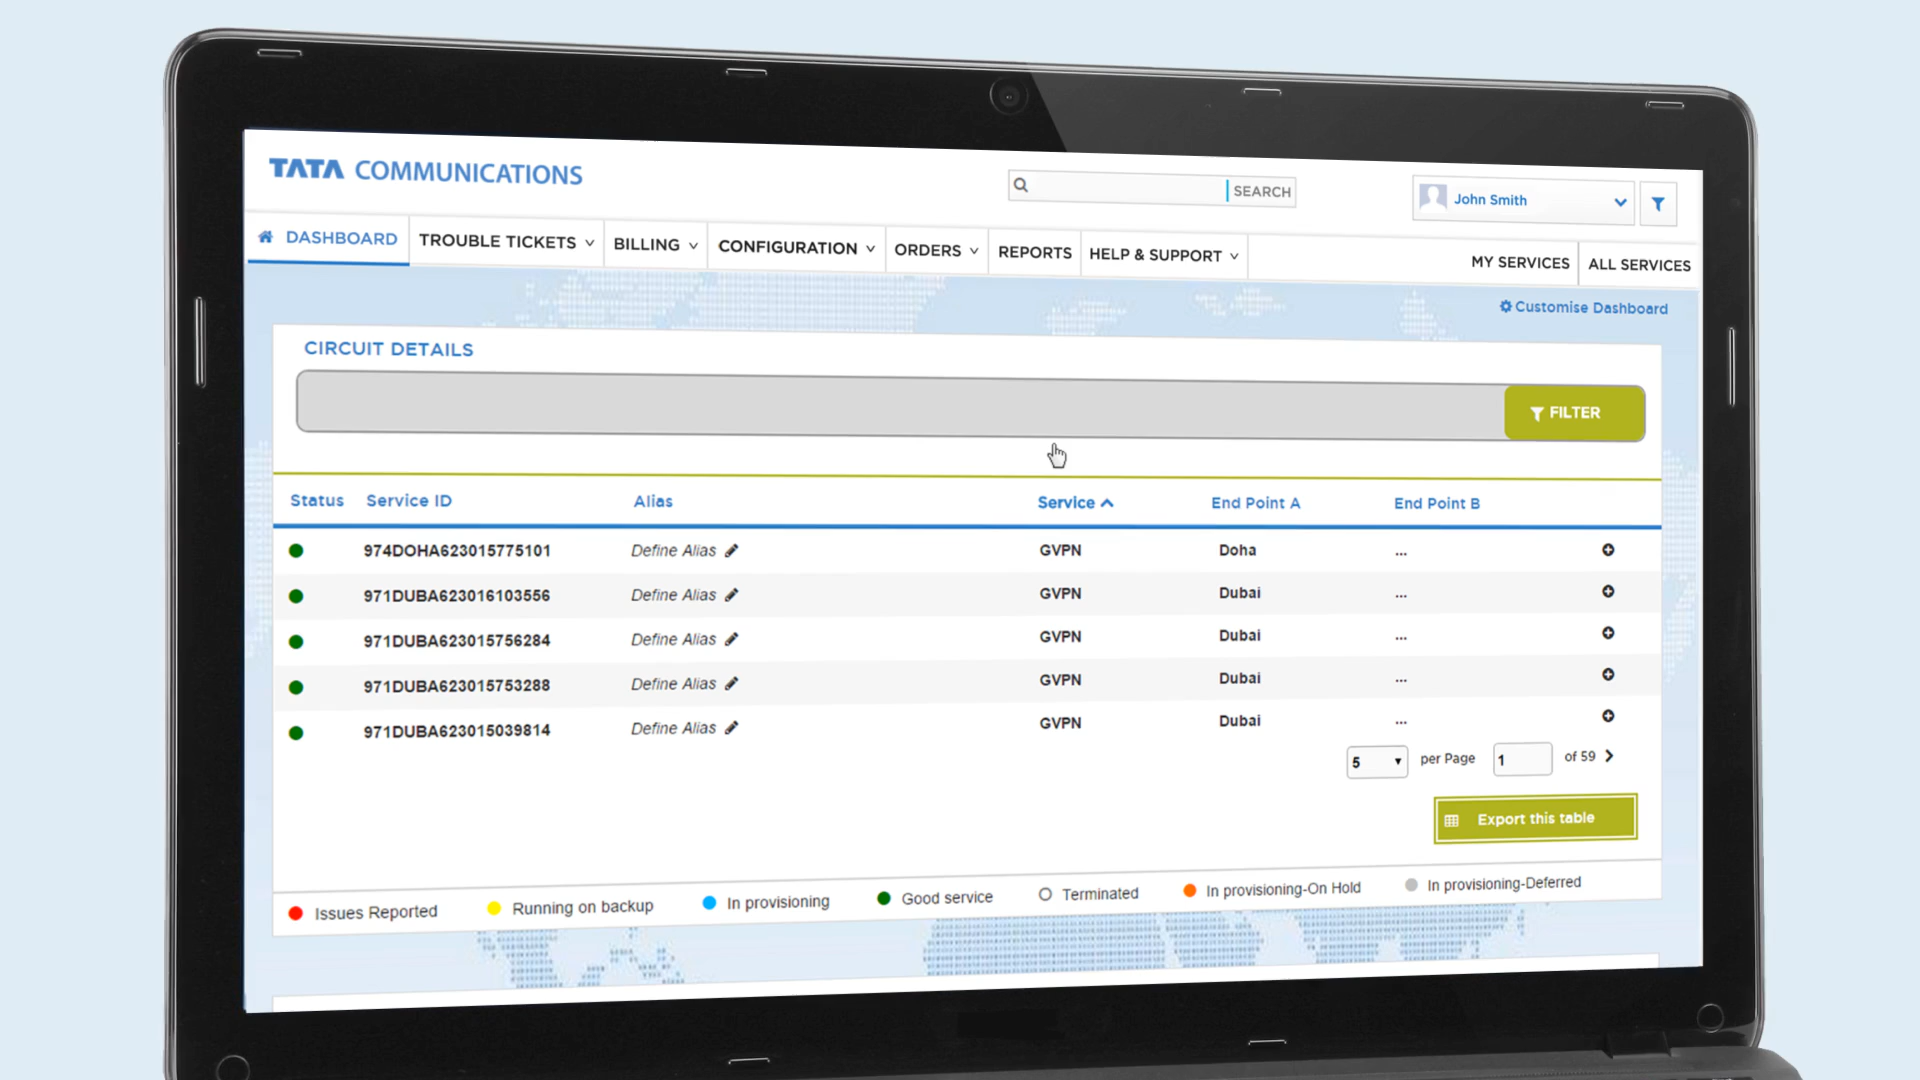 TATA COMMUNICATIONS
SEARCH
John Smith
DASHBOARD TROUBLE TICKETS BILLING CONFIGURATION ORDERS REPORTS HELP & SUPPORT MY SERVICES ALL SERVICES
Customise Dashboard
CIRCUIT DETAILS
FILTER
Status Service ID Alias Service End Point A End Point B
974DOHA623015775101 Define Alias GVPN Doha ...
971DUBA623016103556 Define Alias GVPN Dubai ...
971DUBA623015756284 Define Alias GVPN Dubai ...
971DUBA623015753288 Define Alias GVPN Dubai ...
971DUBA623015039814 Define Alias GVPN Dubai ...
5 per Page 1 of 59
Export this table
Issues Reported Running on backup In provisioning Good service Terminated In provisioning-On Hold In provisioning-Deferred